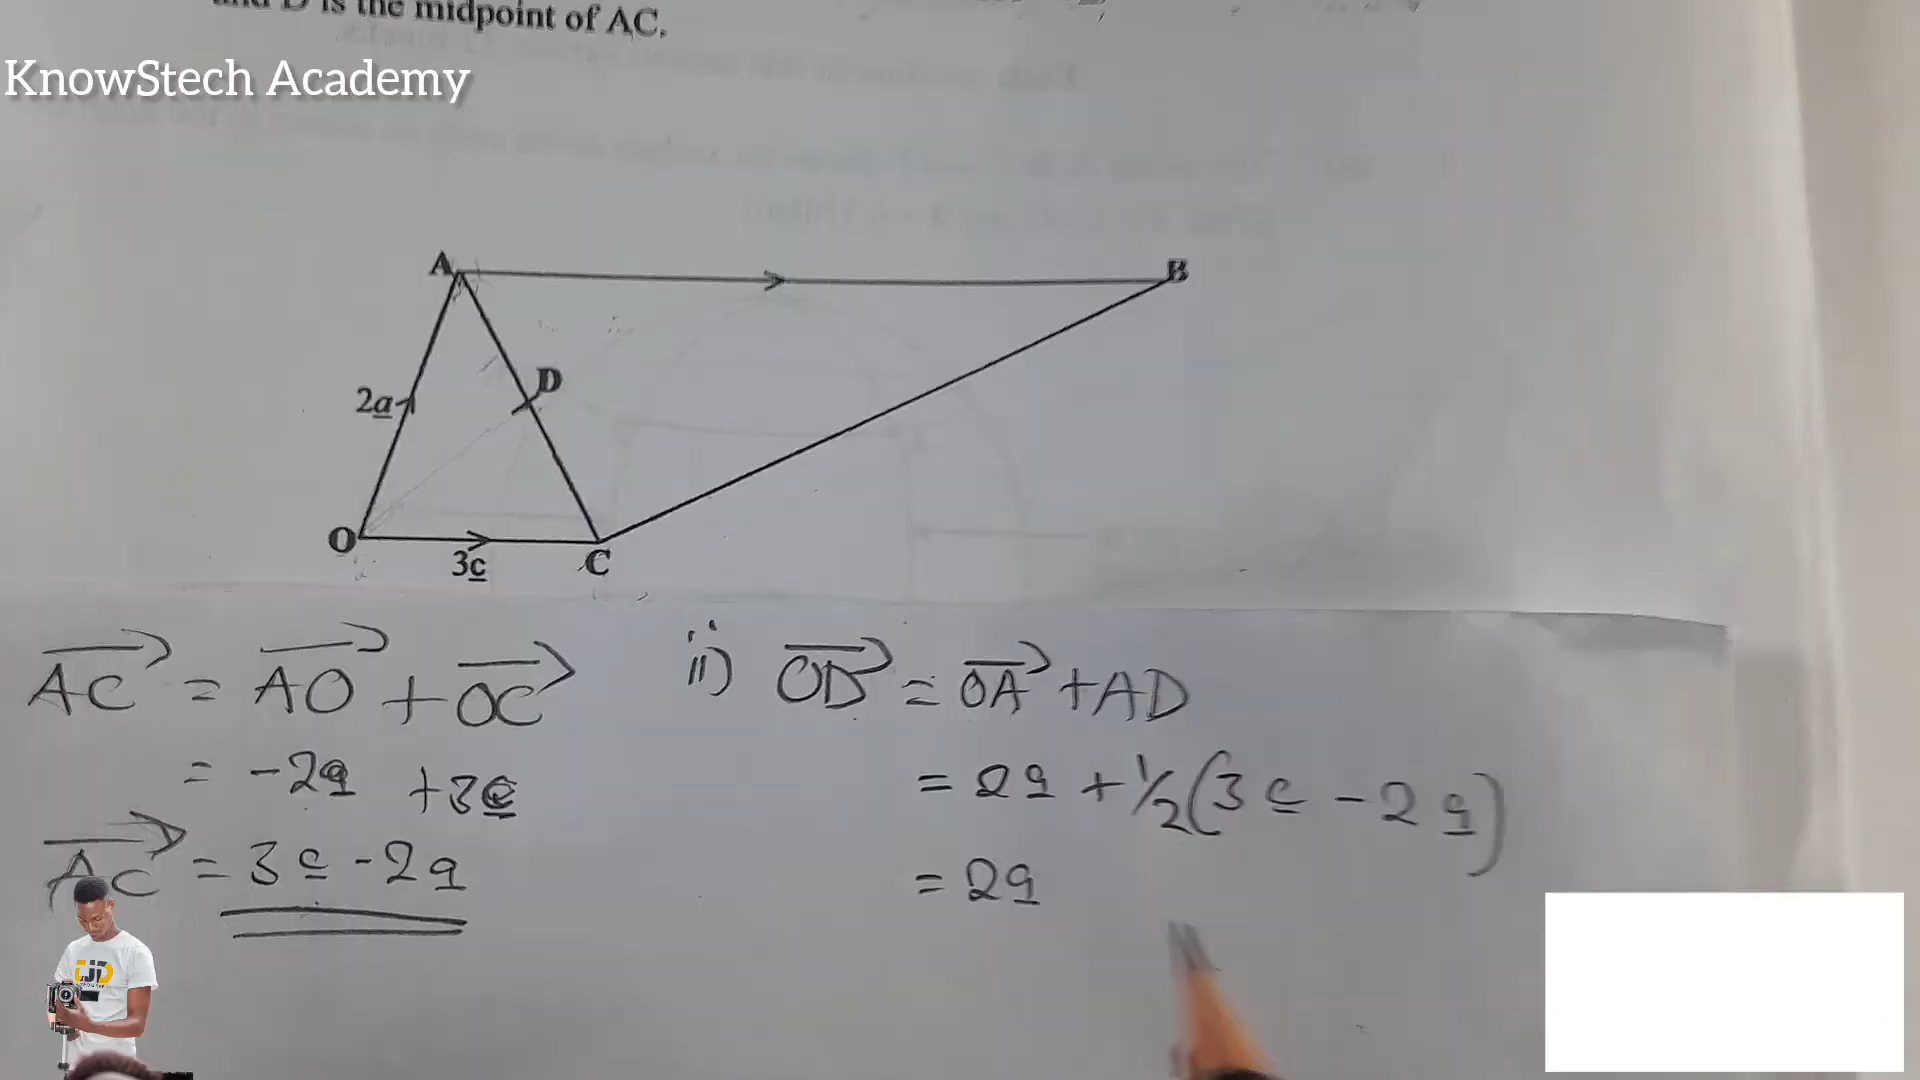 D is the midpoint of AC.
KnowStech Academy
A
B
D
2a
O
3c
C
AC = AO + OC
= -2a + 3c
AC = 3c - 2a
ii) OD = OA + AD
= 2a + 1/2(3c - 2a)
= 2a